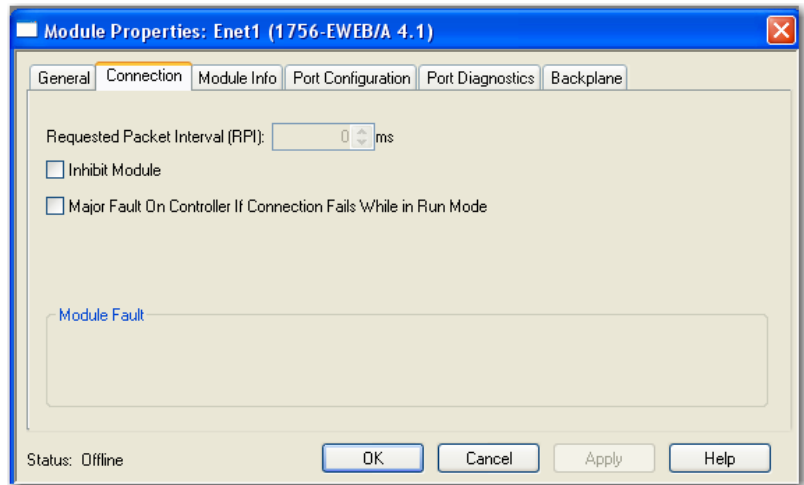 Module Properties: Enet1 (1756-EWEB/A 4.1)
General Connection Module Info Port Configuration Port Diagnostics Backplane
Requested Packet Interval (RPI): 0 ms
Inhibit Module
Major Fault On Controller If Connection Fails While in Run Mode
Module Fault
Status: Offline OK Cancel Apply Help